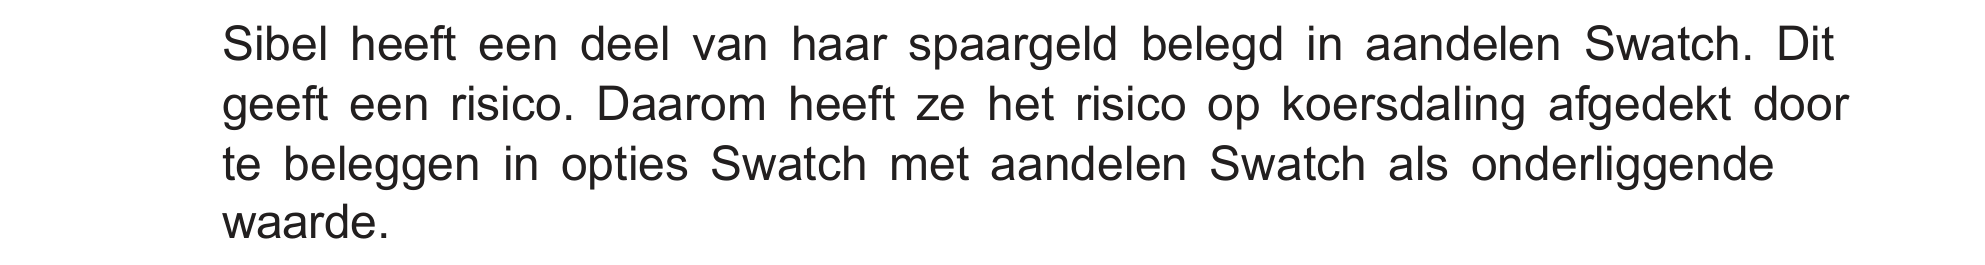 Sibel heeft een deel van haar spaargeld belegd in aandelen Swatch. Dit
geeft een risico. Daarom heeft ze het risico op koersdaling afgedekt door
te beleggen in opties Swatch met aandelen Swatch als onderliggende
waarde.